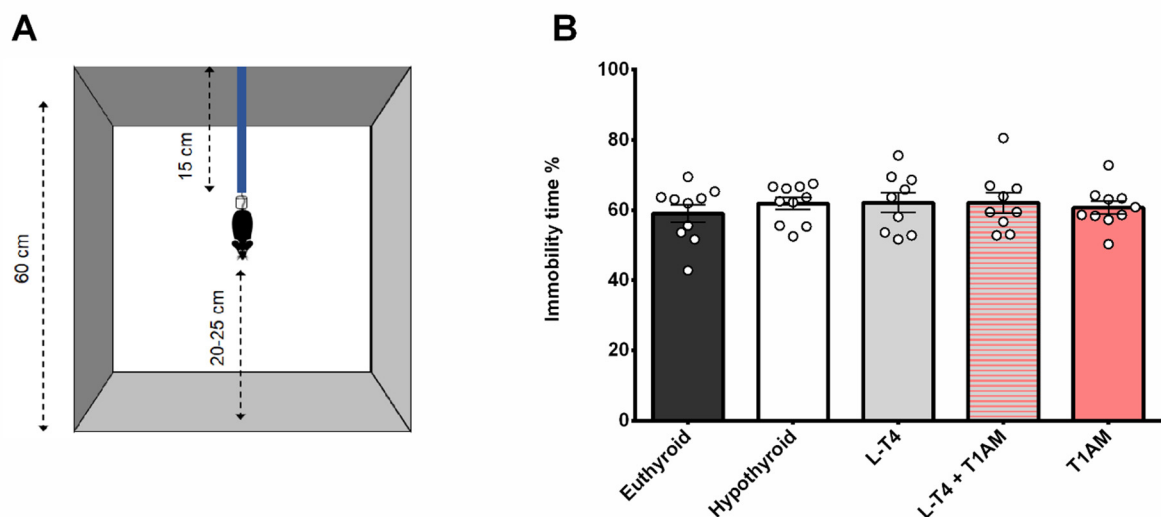 A
15 cm
60 cm
20-25 cm
B
Immobility time %
100
80
60
40
20
0
Euthyroid
Hypothyroid
L-T4
L-T4 + T1AM
T1AM